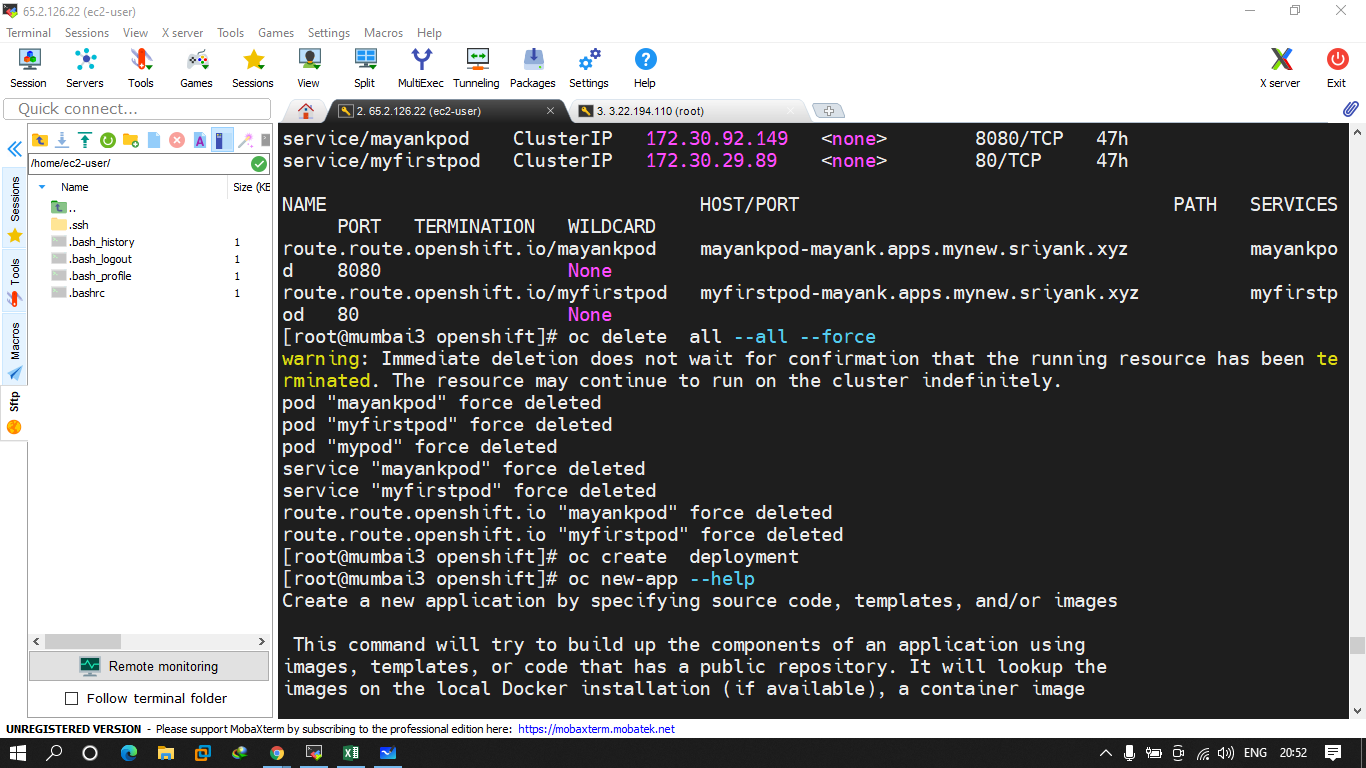 65.2.126.22 (ec2-user)
Terminal Sessions View X server Tools Games Settings Macros Help
Session Servers Tools Games Sessions View Split MultiExec Tunneling Packages Settings Help X server Exit
Quick connect...
2. 65.2.126.22 (ec2-user)
3. 3.22.194.110 (root)
/home/ec2-user/
Name Size (KB
..
.ssh
.bash_history 1
.bash_logout 1
.bash_profile 1
.bashrc 1
Sessions
Tools
Macros
Sftp
service/mayankpod ClusterIP 172.30.92.149 <none> 8080/TCP 47h
service/myfirstpod ClusterIP 172.30.29.89 <none> 80/TCP 47h
NAME HOST/PORT PATH SERVICES
PORT TERMINATION WILDCARD
route.route.openshift.io/mayankpod mayankpod-mayank.apps.mynew.sriyank.xyz mayankpo
d 8080 None
route.route.openshift.io/myfirstpod myfirstpod-mayank.apps.mynew.sriyank.xyz myfirstp
od 80 None
[root@mumbai3 openshift]# oc delete all --all --force
warning: Immediate deletion does not wait for confirmation that the running resource has been te
rminated. The resource may continue to run on the cluster indefinitely.
pod "mayankpod" force deleted
pod "myfirstpod" force deleted
pod "mypod" force deleted
service "mayankpod" force deleted
service "myfirstpod" force deleted
route.route.openshift.io "mayankpod" force deleted
route.route.openshift.io "myfirstpod" force deleted
[root@mumbai3 openshift]# oc create deployment
[root@mumbai3 openshift]# oc new-app --help
Create a new application by specifying source code, templates, and/or images
This command will try to build up the components of an application using
images, templates, or code that has a public repository. It will lookup the
images on the local Docker installation (if available), a container image
Remote monitoring
Follow terminal folder
UNREGISTERED VERSION - Please support MobaXterm by subscribing to the professional edition here: https://mobaxterm.mobatek.net
ENG 20:52